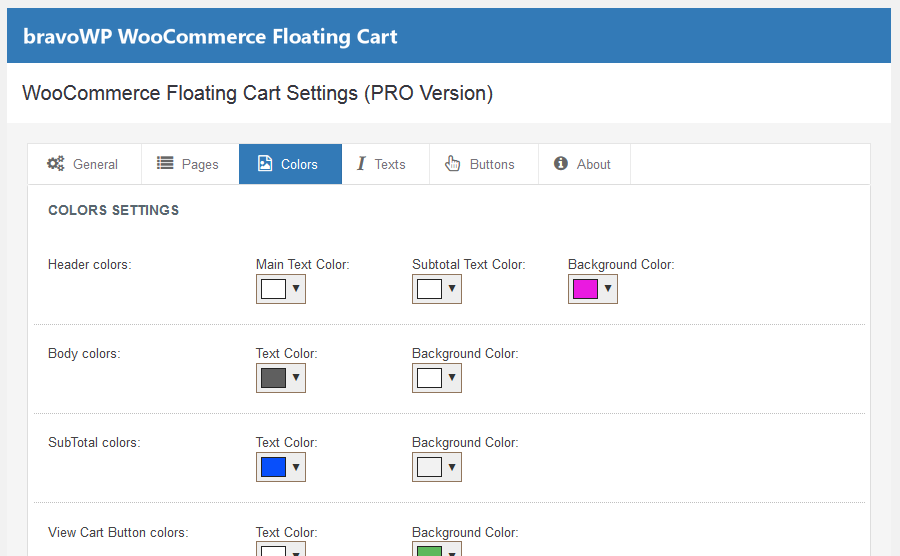 bravoWP WooCommerce Floating Cart
WooCommerce Floating Cart Settings (PRO Version)
General Pages Colors Texts Buttons About
COLORS SETTINGS
Header colors: Main Text Color: Subtotal Text Color: Background Color:
Body colors: Text Color: Background Color:
SubTotal colors: Text Color: Background Color:
View Cart Button colors: Text Color: Background Color: